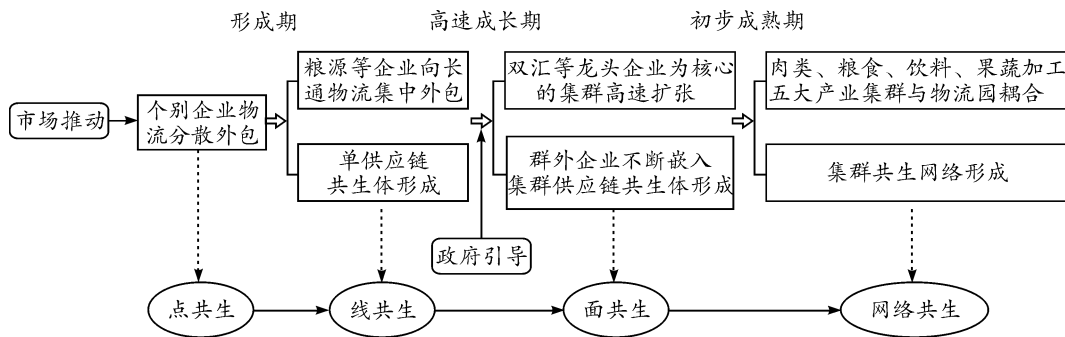 形成期
高速成长期
初步成熟期
市场推动
个别企业物
流分散外包
粮源等企业向长
通物流集中外包
单供应链
共生体形成
双汇等龙头企业为核心
的集群高速扩张
群外企业不断嵌入
集群供应链共生体形成
肉类、粮食、饮料、果蔬加工
五大产业集群与物流园耦合
集群共生网络形成
政府引导
点共生
线共生
面共生
网络共生